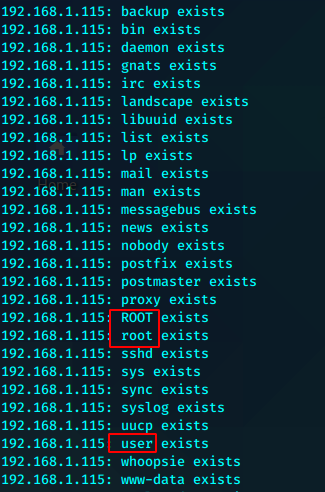 192.168.1.115: backup exists
192.168.1.115: bin exists
192.168.1.115: daemon exists
192.168.1.115: gnats exists
192.168.1.115: irc exists
192.168.1.115: landscape exists
192.168.1.115: libuuid exists
192.168.1.115: list exists
192.168.1.115: lp exists
192.168.1.115: mail exists
Home
192.168.1.115: man exists
192.168.1.115: messagebus exists
192.168.1.115: news exists
192.168.1.115: nobody exists
192.168.1.115: postfix exists
192.168.1.115: postmaster exists
192.168.1.115: proxy exists
192.168.1.115: ROOT exists
192.168.1.115: root exists
192.168.1.115: sshd exists
192.168.1.115: sys exists
192.168.1.115: sync exists
192.168.1.115: syslog exists
192.168.1.115: uucp exists
192.168.1.115 user exists
192.168.1.115: whoopsie exists
192.168.1.115: www-data exists